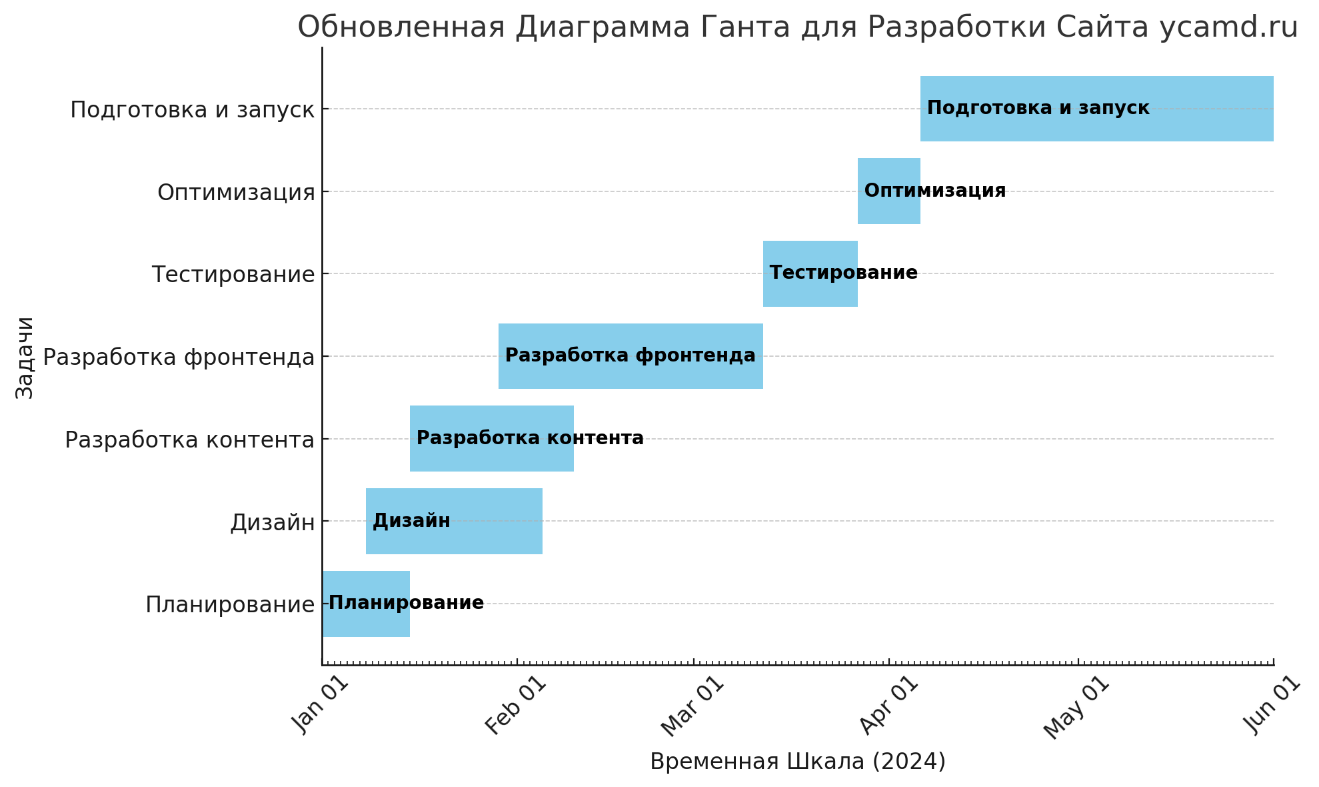 Обновленная Диаграмма Ганта для Разработки Сайта ycamd.ru
Задачи
Подготовка и запуск
Подготовка и запуск
Оптимизация
Оптимизация
Тестирование
Тестирование
Разработка фронтенда
Разработка фронтенда
Разработка контента
Разработка контента
Дизайн
Дизайн
Планирование
Планирование
Jan 01
Feb 01
Mar 01
Apr 01
May 01
Jun 01
Временная Шкала (2024)